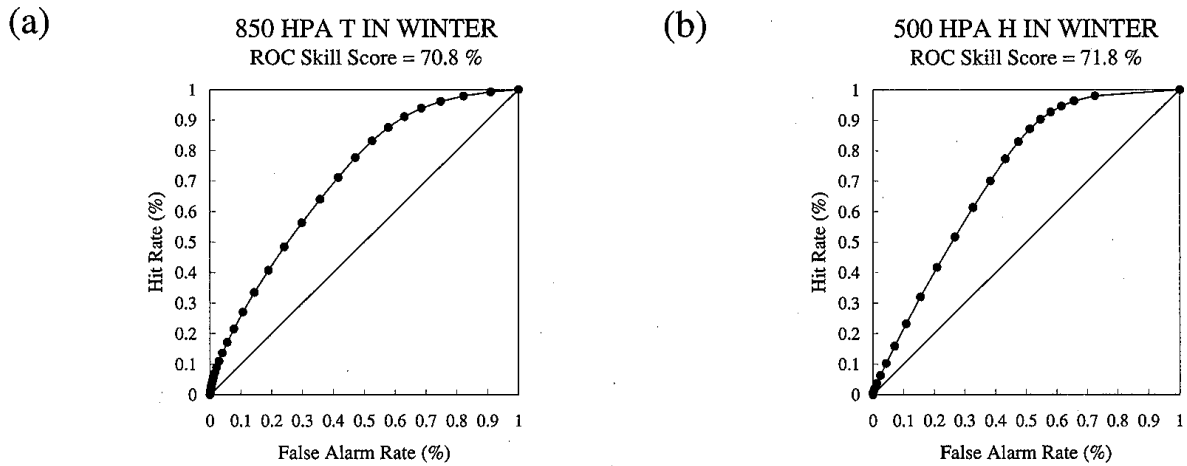 (a)
850 HPA T IN WINTER
ROC Skill Score = 70.8 %
1
0.9
0.8
0.7
0.6
0.5
0.4
0.3
0.2
0.1
0
Hit Rate (%)
0 0.1 0.2 0.3 0.4 0.5 0.6 0.7 0.8 0.9 1
False Alarm Rate (%)
(b)
500 HPA H IN WINTER
ROC Skill Score = 71.8 %
1
0.9
0.8
0.7
0.6
0.5
0.4
0.3
0.2
0.1
0
Hit Rate (%)
0 0.1 0.2 0.3 0.4 0.5 0.6 0.7 0.8 0.9 1
False Alarm Rate (%)